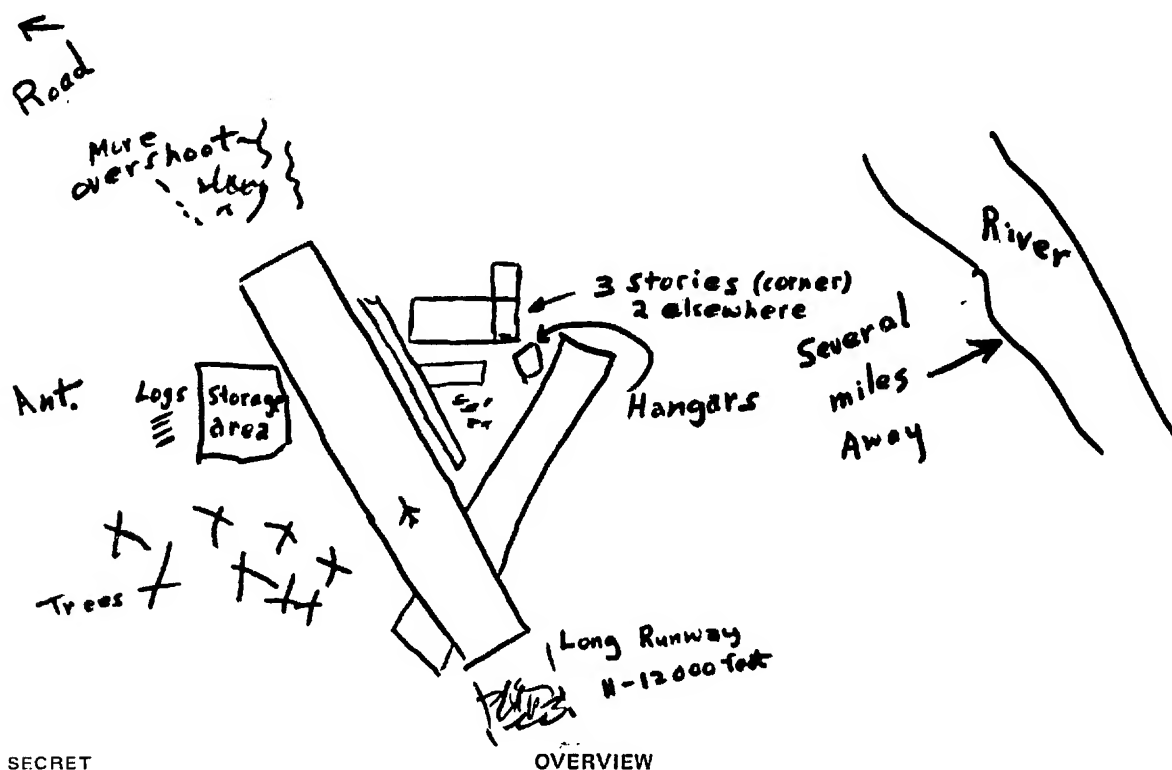 Road
More
overshoot
3 stories (corner)
2 elsewhere
River
Several
miles
Away
Hangars
Ant.
Logs
Storage
area
Trees
Long Runway
11-12000 feet
SECRET
OVERVIEW